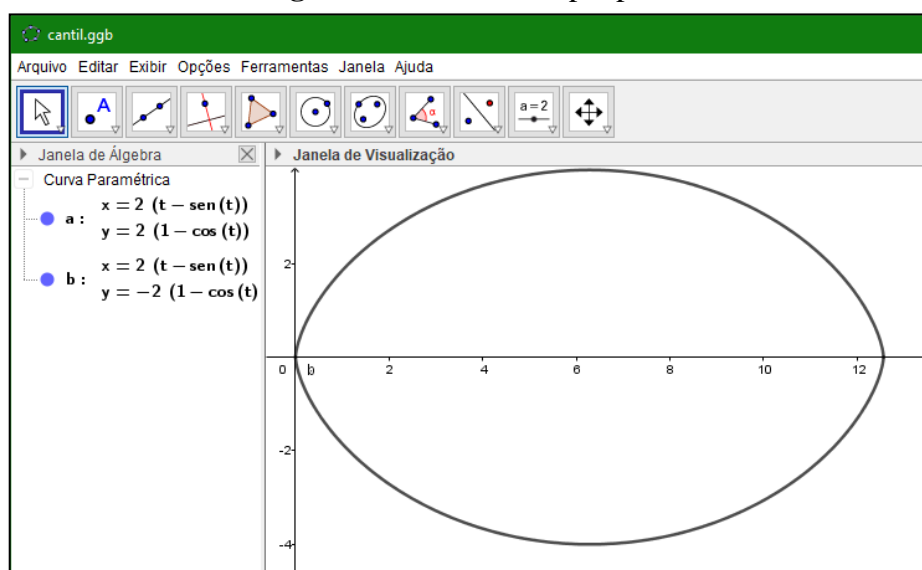 cantil.ggb
Arquivo Editar Exibir Opções Ferramentas Janela Ajuda
A
α
a = 2
Janela de Álgebra
Janela de Visualização
Curva Paramétrica
a :
x = 2 (t − sen (t))
y = 2 (1 − cos (t))
b :
x = 2 (t − sen (t))
y = −2 (1 − cos (t)
2
0
b
2
4
6
8
10
12
-2
-4